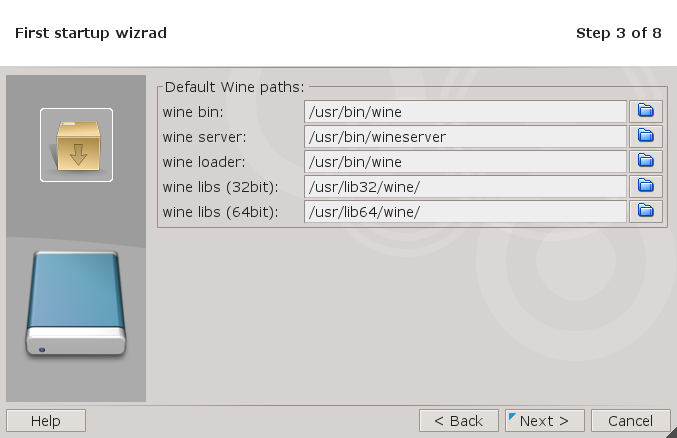 First startup wizrad
Step 3 of 8
Default Wine paths:
wine bin: /usr/bin/wine
wine server: /usr/bin/wineserver
wine loader: /usr/bin/wine
wine libs (32bit): /usr/lib32/wine/
wine libs (64bit): /usr/lib64/wine/
Help < Back Next > Cancel